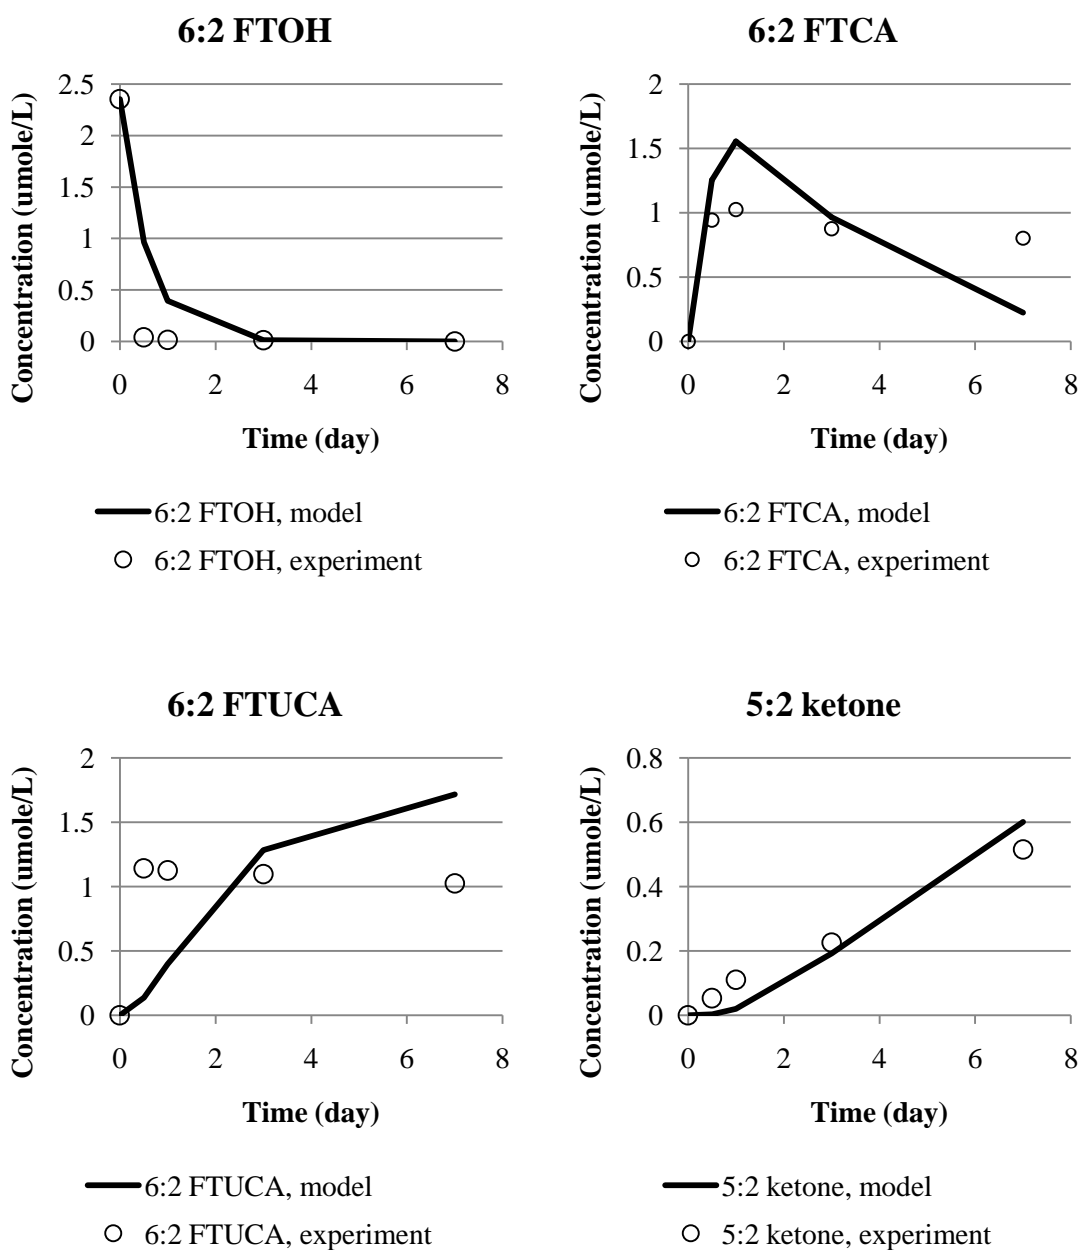 6:2 FTOH
Concentration (umole/L)
2.5
2
1.5
1
0.5
0
0 2 4 6 8
Time (day)
6:2 FTOH, model
6:2 FTOH, experiment
6:2 FTCA
Concentration (umole/L)
2
1.5
1
0.5
0
0 2 4 6 8
Time (day)
6:2 FTCA, model
6:2 FTCA, experiment
6:2 FTUCA
Concentration (umole/L)
2
1.5
1
0.5
0
0 2 4 6 8
Time (day)
6:2 FTUCA, model
6:2 FTUCA, experiment
5:2 ketone
Concentration (umole/L)
0.8
0.6
0.4
0.2
0
0 2 4 6 8
Time (day)
5:2 ketone, model
5:2 ketone, experiment